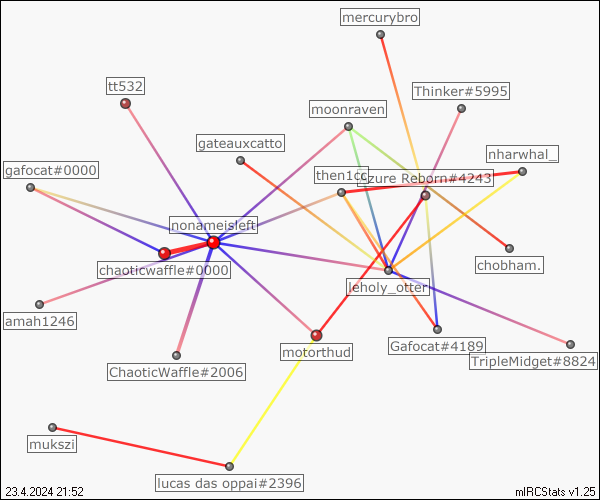 mercurybro
tt532
Thinker#5995
moonraven
gateauxcatto
nharwhal_
gafocat#0000
then1cc
zure Reborn#4243
nonameisleft
chaoticwaffle#0000
chobham.
leholy_otter
amah1246
motorthud
Gafocat#4189
TripleMidget#8824
ChaoticWaffle#2006
mukszi
lucas das oppai#2396
23.4.2024 21:52
mIRCStats v1.25